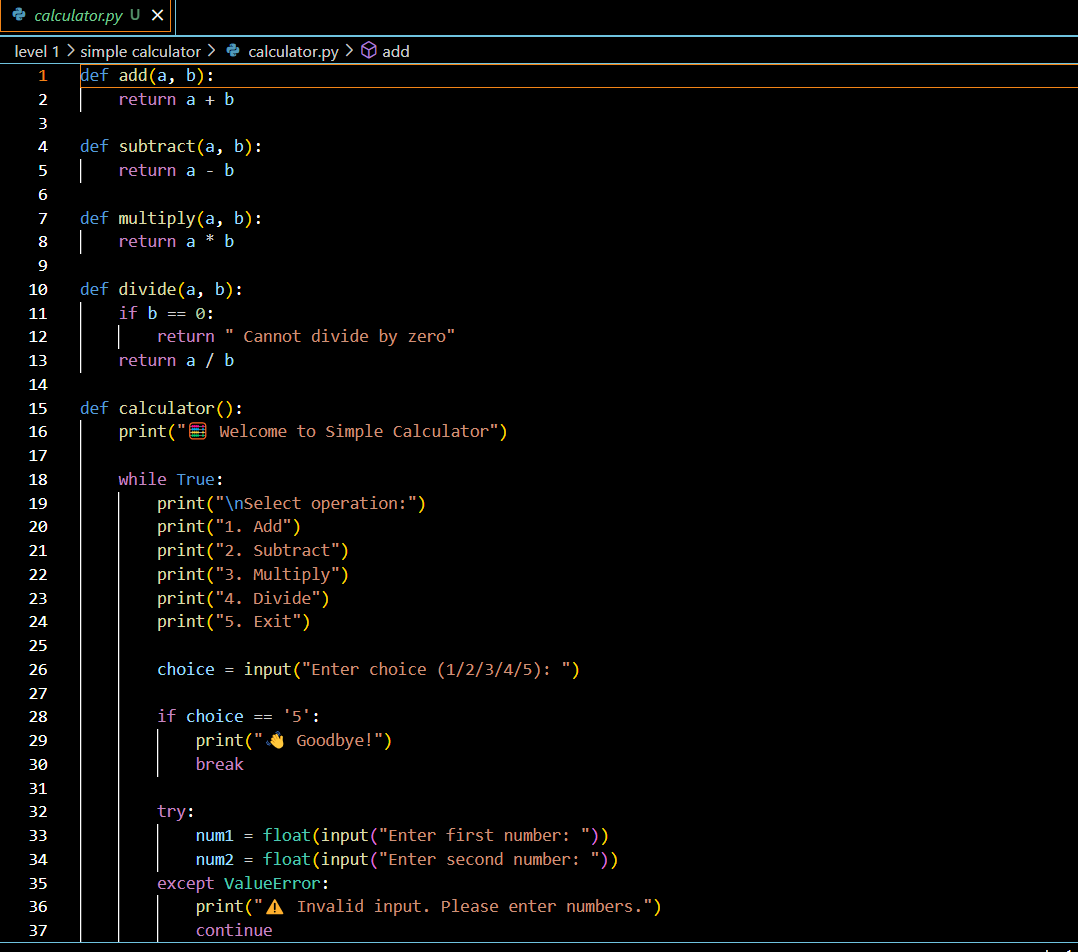 calculator.py U ×
level 1 > simple calculator > calculator.py > add
1 def add(a, b):
2     return a + b
3
4 def subtract(a, b):
5     return a - b
6
7 def multiply(a, b):
8     return a * b
9
10 def divide(a, b):
11     if b == 0:
12         return " Cannot divide by zero"
13     return a / b
14
15 def calculator():
16     print("🧮 Welcome to Simple Calculator")
17
18     while True:
19         print("\nSelect operation:")
20         print("1. Add")
21         print("2. Subtract")
22         print("3. Multiply")
23         print("4. Divide")
24         print("5. Exit")
25
26         choice = input("Enter choice (1/2/3/4/5): ")
27
28         if choice == '5':
29             print("👋 Goodbye!")
30             break
31
32         try:
33             num1 = float(input("Enter first number: "))
34             num2 = float(input("Enter second number: "))
35         except ValueError:
36             print("⚠️ Invalid input. Please enter numbers.")
37             continue